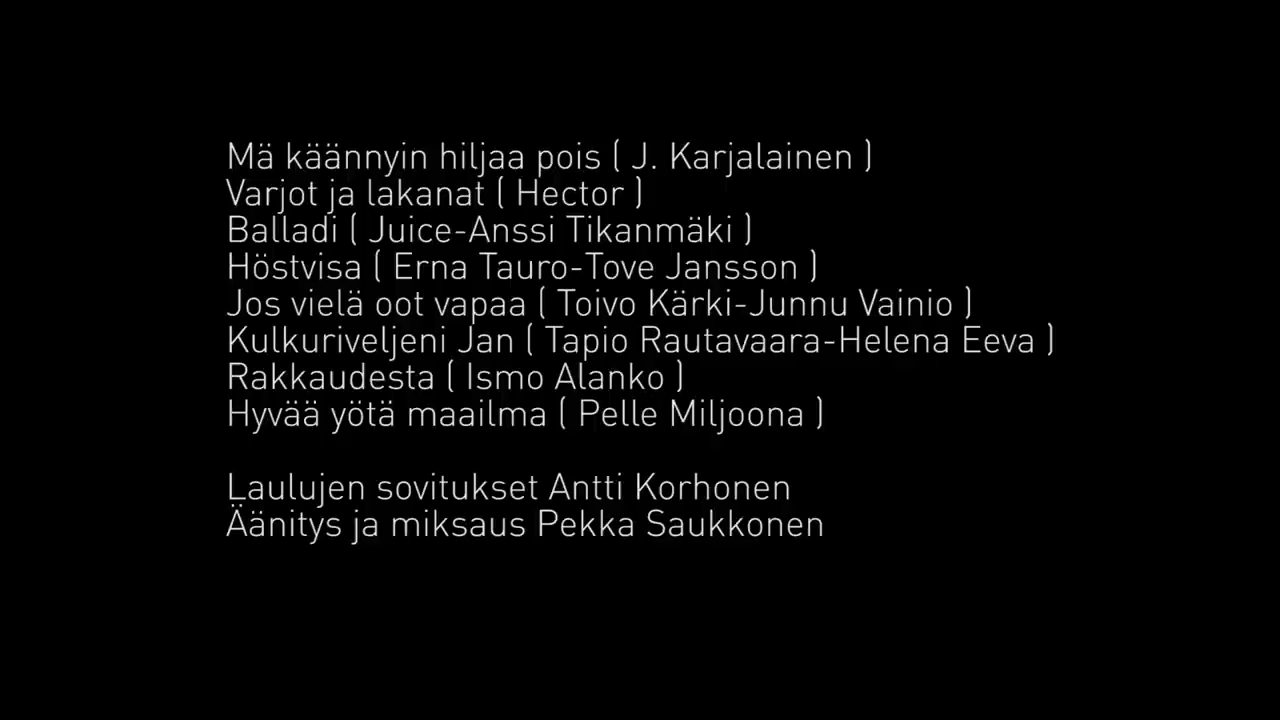 Mä käännyin hiljaa pois ( J. Karjalainen )
Varjot ja lakanat ( Hector )
Balladi ( Juice-Anssi Tikanmäki )
Höstvisa ( Erna Tauro-Tove Jansson )
Jos vielä oot vapaa ( Toivo Kärki-Junnu Vainio )
Kulkuriveljeni Jan ( Tapio Rautavaara-Helena Eeva )
Rakkaudesta ( Ismo Alanko )
Hyvää yötä maailma ( Pelle Miljoona )
Laulujen sovitukset Antti Korhonen
Äänitys ja miksaus Pekka Saukkonen